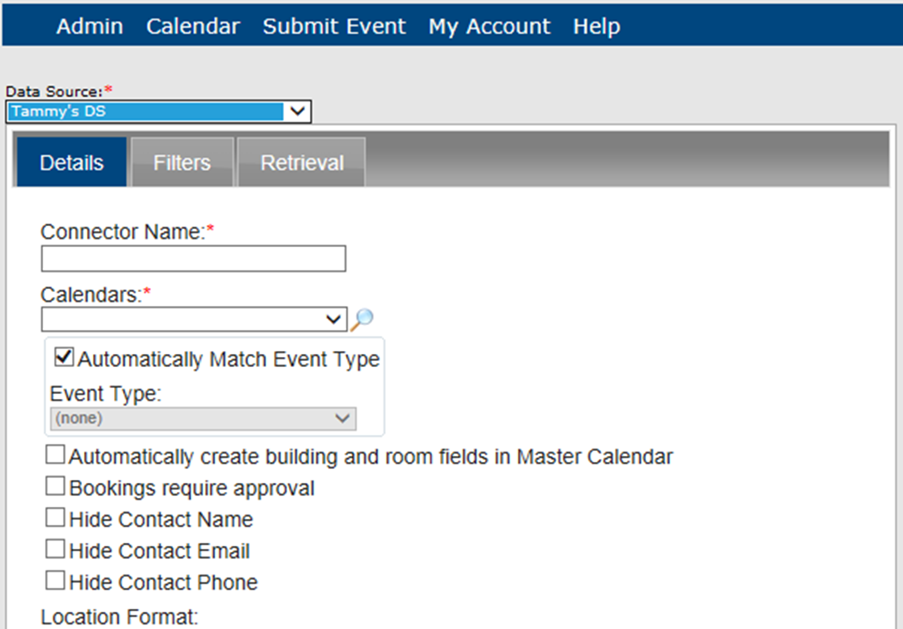 Admin Calendar Submit Event My Account Help
Data Source:*
Tammy's DS
Details Filters Retrieval
Connector Name:*
Calendars:*
Automatically Match Event Type
Event Type:
(none)
Automatically create building and room fields in Master Calendar
Bookings require approval
Hide Contact Name
Hide Contact Email
Hide Contact Phone
Location Format: